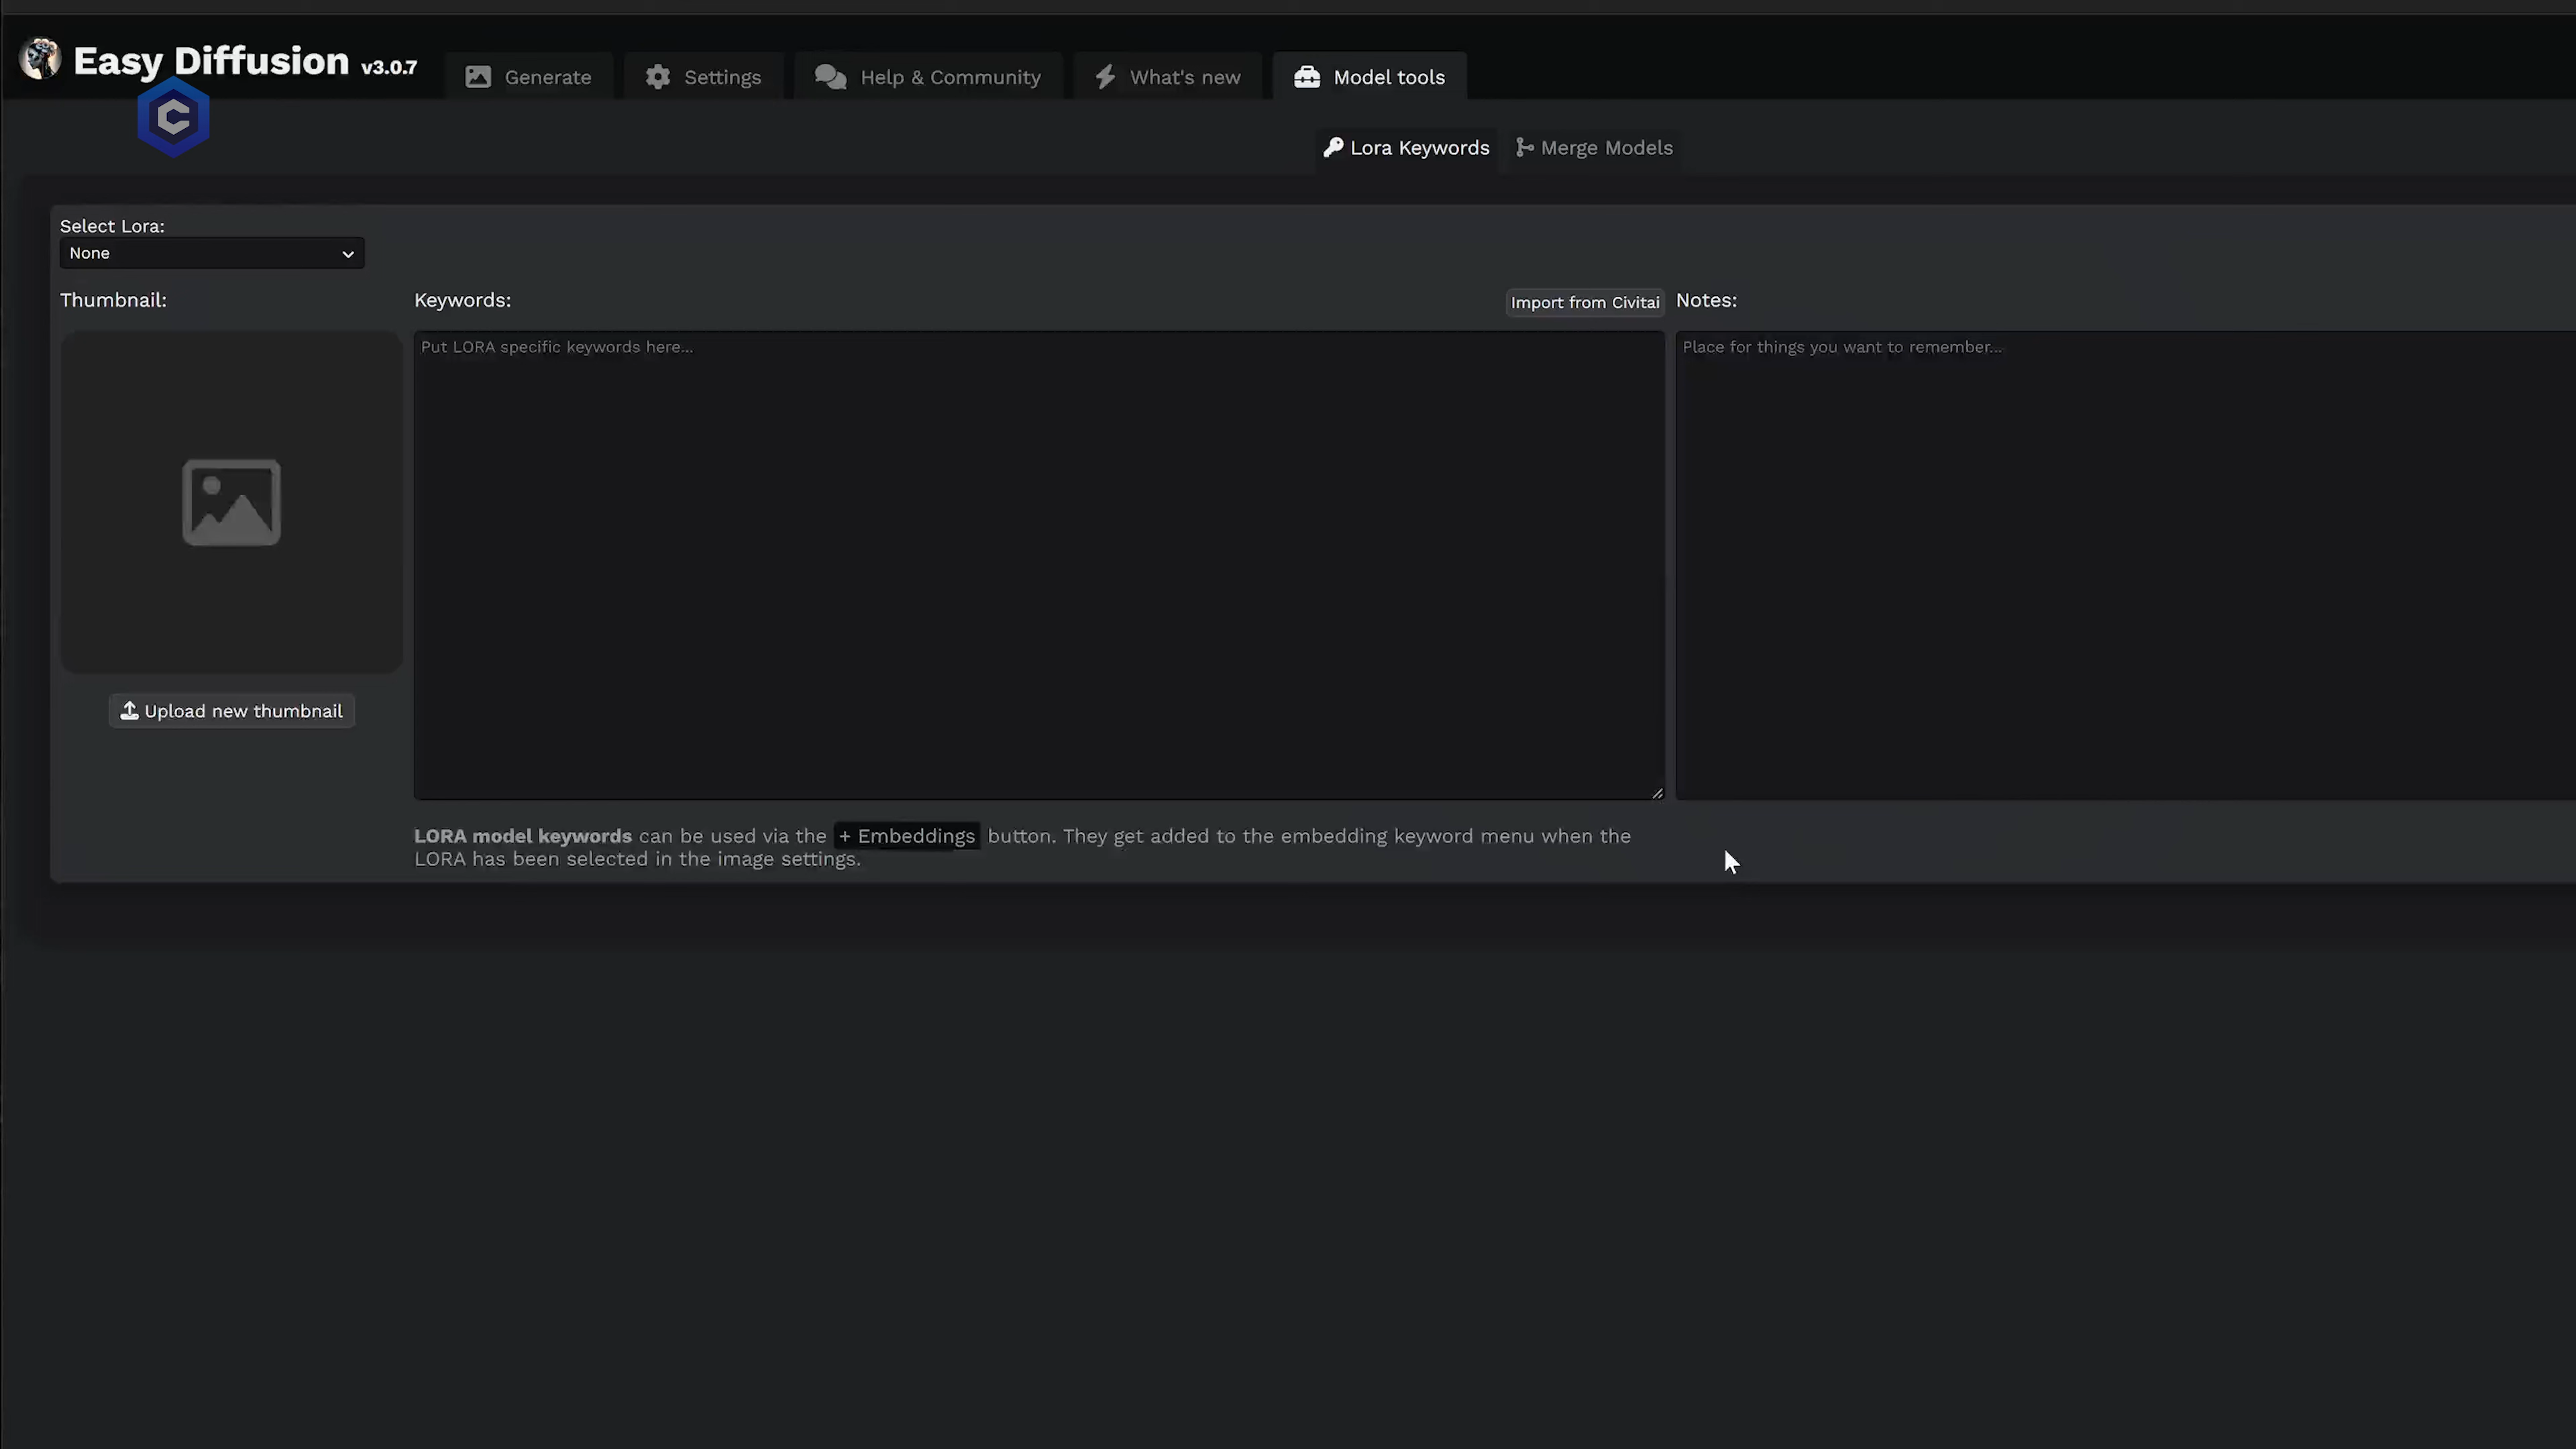 Easy Diffusion v3.0.7
Generate
Settings
Help & Community
What's new
Model tools
Lora Keywords
Merge Models
Select Lora:
None
Thumbnail:
Keywords:
Import from Civitai
Notes:
Put LORA specific keywords here...
Place for things you want to remember...
Upload new thumbnail
LORA model keywords can be used via the + Embeddings button. They get added to the embedding keyword menu when the
LORA has been selected in the image settings.